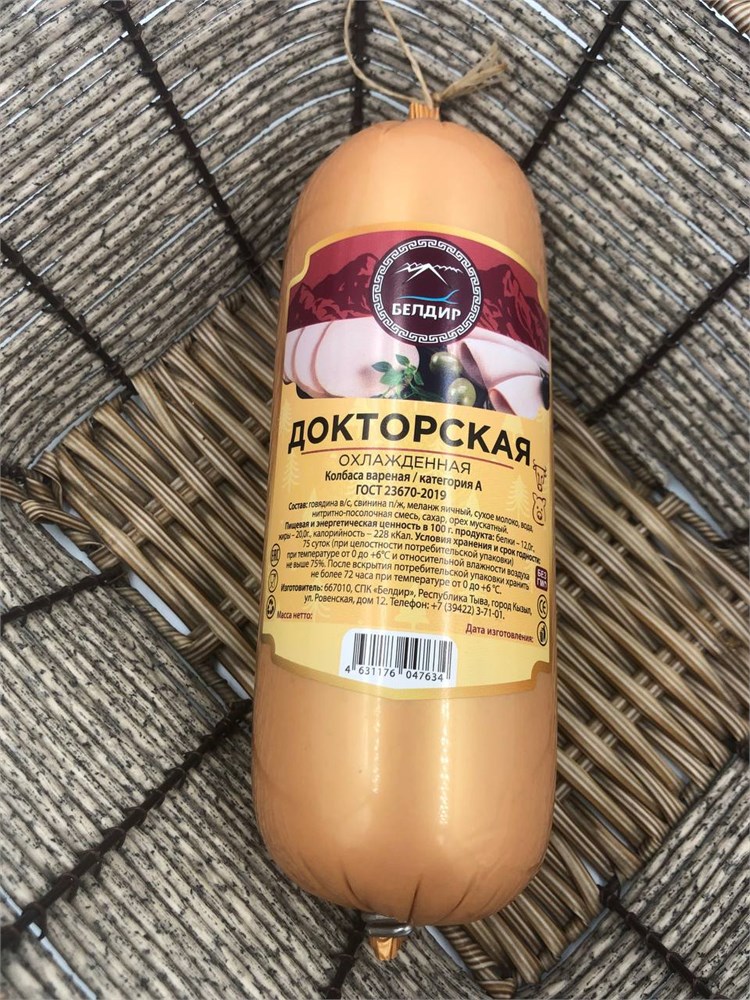 БЕЛДИР
ДОКТОРСКАЯ
ОХЛАЖДЕННАЯ
Колбаса вареная / категория А
ГОСТ 23670-2019
Состав: говядина в/с, свинина п/ж, меланж яичный, сухое молоко, вода,
нитритно-посолочная смесь, сахар, орех мускатный.
Пищевая и энергетическая ценность в 100 г. продукта: белки – 12,0г.,
жиры – 20,0г., калорийность – 228 кКал. Условия хранения и срок годности:
75 суток (при целостности потребительской упаковки)
при температуре от 0 до +6°С и относительной влажности воздуха
не выше 75%. После вскрытия потребительской упаковки хранить
не более 72 часа при температуре от 0 до +6 °С.
БЕЗ
ГМО
Изготовитель: 667010, СПК «Белдир», Республика Тыва, город Кызыл,
ул. Ровенская, дом 12. Телефон: +7 (39422) 3-71-01.
Масса нетто:
Дата изготовления:
4 631176 047634